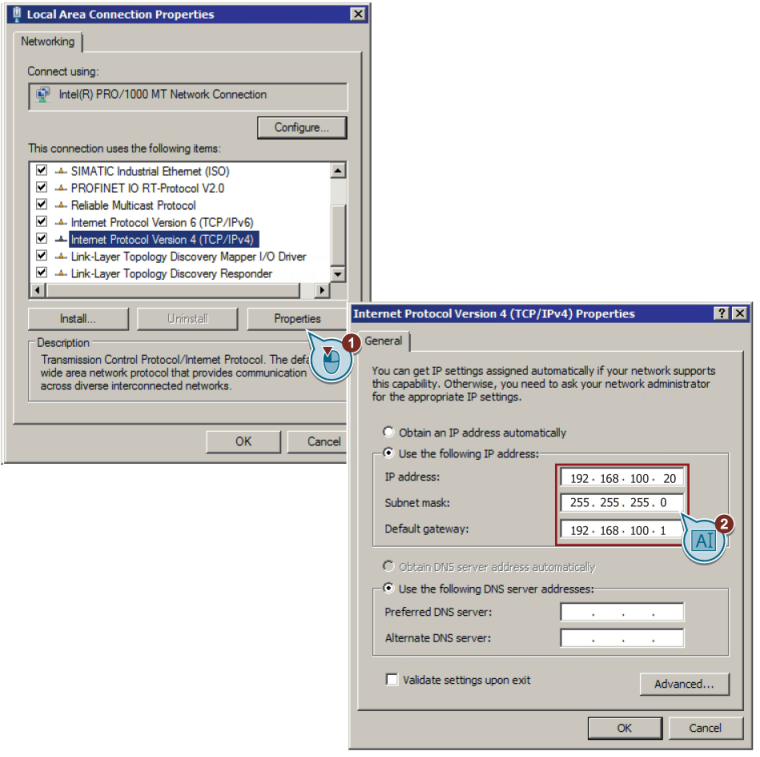 Local Area Connection Properties
Networking
Connect using:
Intel(R) PRO/1000 MT Network Connection
Configure...
This connection uses the following items:
SIMATIC Industrial Ethernet (ISO)
PROFINET IO RT-Protocol V2.0
Reliable Multicast Protocol
Internet Protocol Version 6 (TCP/IPv6)
Internet Protocol Version 4 (TCP/IPv4)
Link-Layer Topology Discovery Mapper I/O Driver
Link-Layer Topology Discovery Responder
Install... Uninstall Properties
1
Description
Transmission Control Protocol/Internet Protocol. The
wide area network protocol that provides communication
across diverse interconnected networks.
OK Cancel
Internet Protocol Version 4 (TCP/IPv4) Properties
General
You can get IP settings assigned automatically if your network supports
this capability. Otherwise, you need to ask your network administrator
for the appropriate IP settings.
Obtain an IP address automatically
Use the following IP address:
IP address: 192 . 168 . 100 . 20
Subnet mask: 255 . 255 . 255 . 0
Default gateway: 192 . 168 . 100 . 1
2
AI
Obtain DNS server address automatically
Use the following DNS server addresses:
Preferred DNS server: . . .
Alternate DNS server: . . .
Validate settings upon exit
Advanced...
OK Cancel